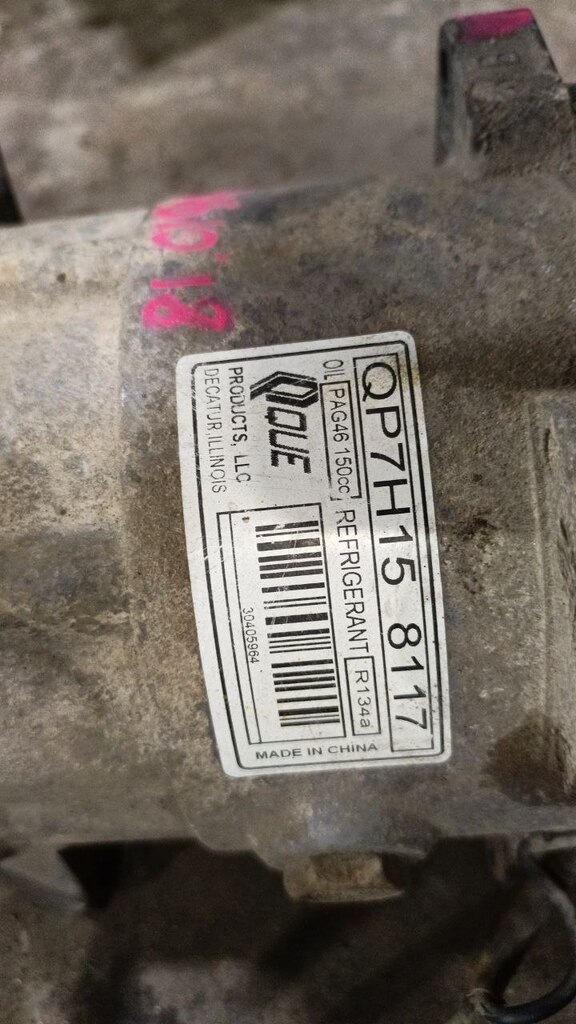 QP7H15 8117
OIL PAG46 150cc REFRIGERANT R134a
QUE
PRODUCTS, LLC
DECATUR, ILLINOIS
30405964
MADE IN CHINA